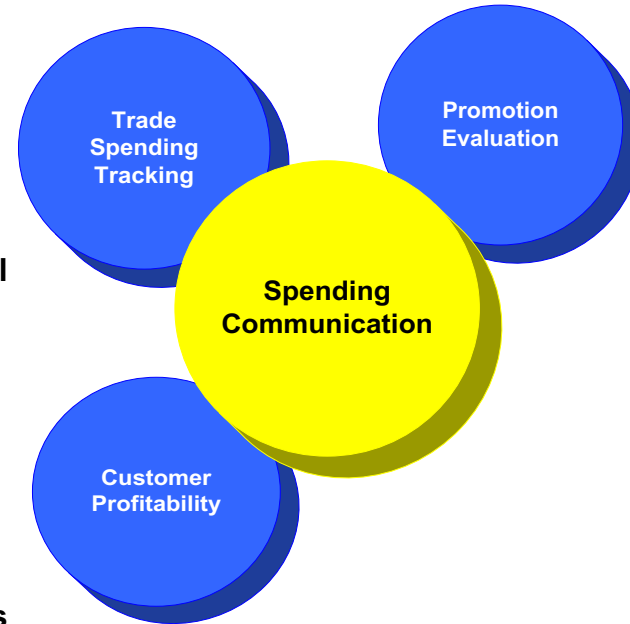 Trade
Spending
Tracking
Promotion
Evaluation
l
Spending
Communication
Customer
Profitability
s